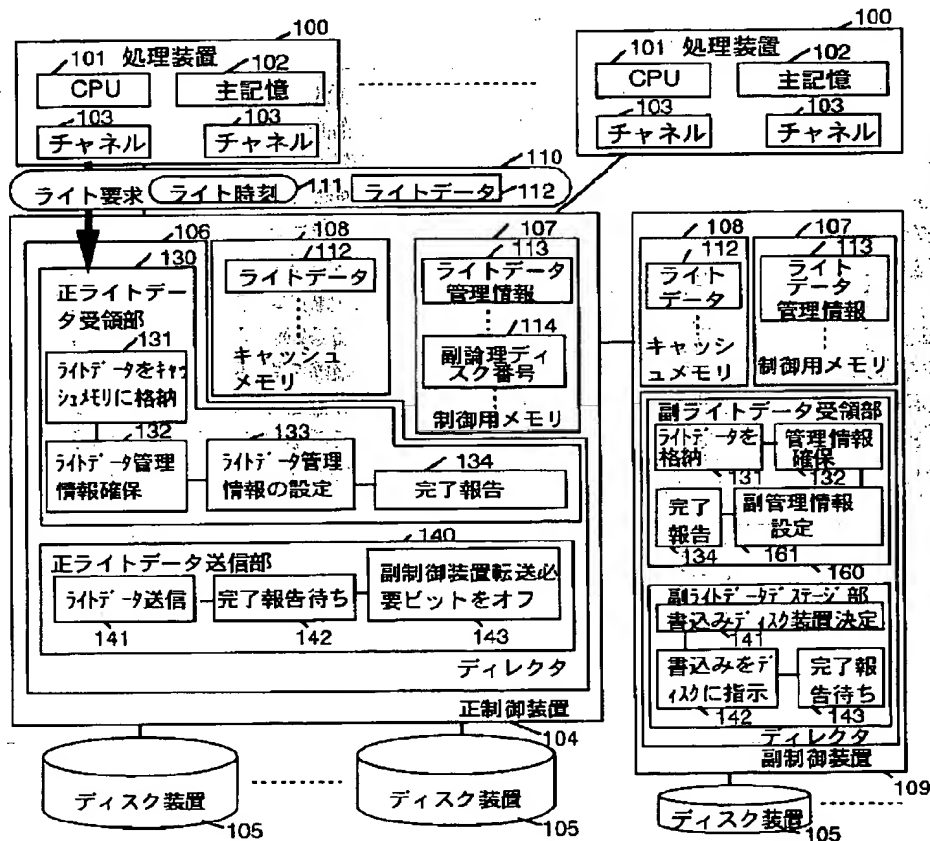 100
101 処理装置 102
CPU
主記憶
103
チャネル
103
チャネル
100
101 処理装置 102
CPU
主記憶
103
チャネル
103
チャネル
110
ライト要求
ライト時刻
111
ライトデータ
112
106
130
正ライトデー
タ受領部
131
ライトデータをキャッ
シュメモリに格納
132
ライトデータ管理
情報確保
133
ライトデータ管理
情報の設定
134
完了報告
108
112
ライトデータ
キャッシュ
メモリ
107
113
ライトデータ
管理情報
114
副論理ディ
スク番号
制御用メモリ
140
正ライトデータ送信部
ライトデータ送信
141
完了報告待ち
142
副制御装置転送必
要ビットをオフ
143
ディレクタ
正制御装置
104
ディスク装置
105
ディスク装置
105
108
112
ライト
データ
キャッシ
ュメモリ
107
113
ライト
データ
管理情報
制御用メモリ
副ライトデータ受領部
ライトデータを
格納
131
管理情報
確保
132
完了
報告
134
副管理情報
設定
161
160
副ライトデータデステージ部
書込みディスク装置決定
141
書込みをデ
ィスクに指示
142
完了報
告待ち
143
ディレクタ
副制御装置
109
ディスク装置
105